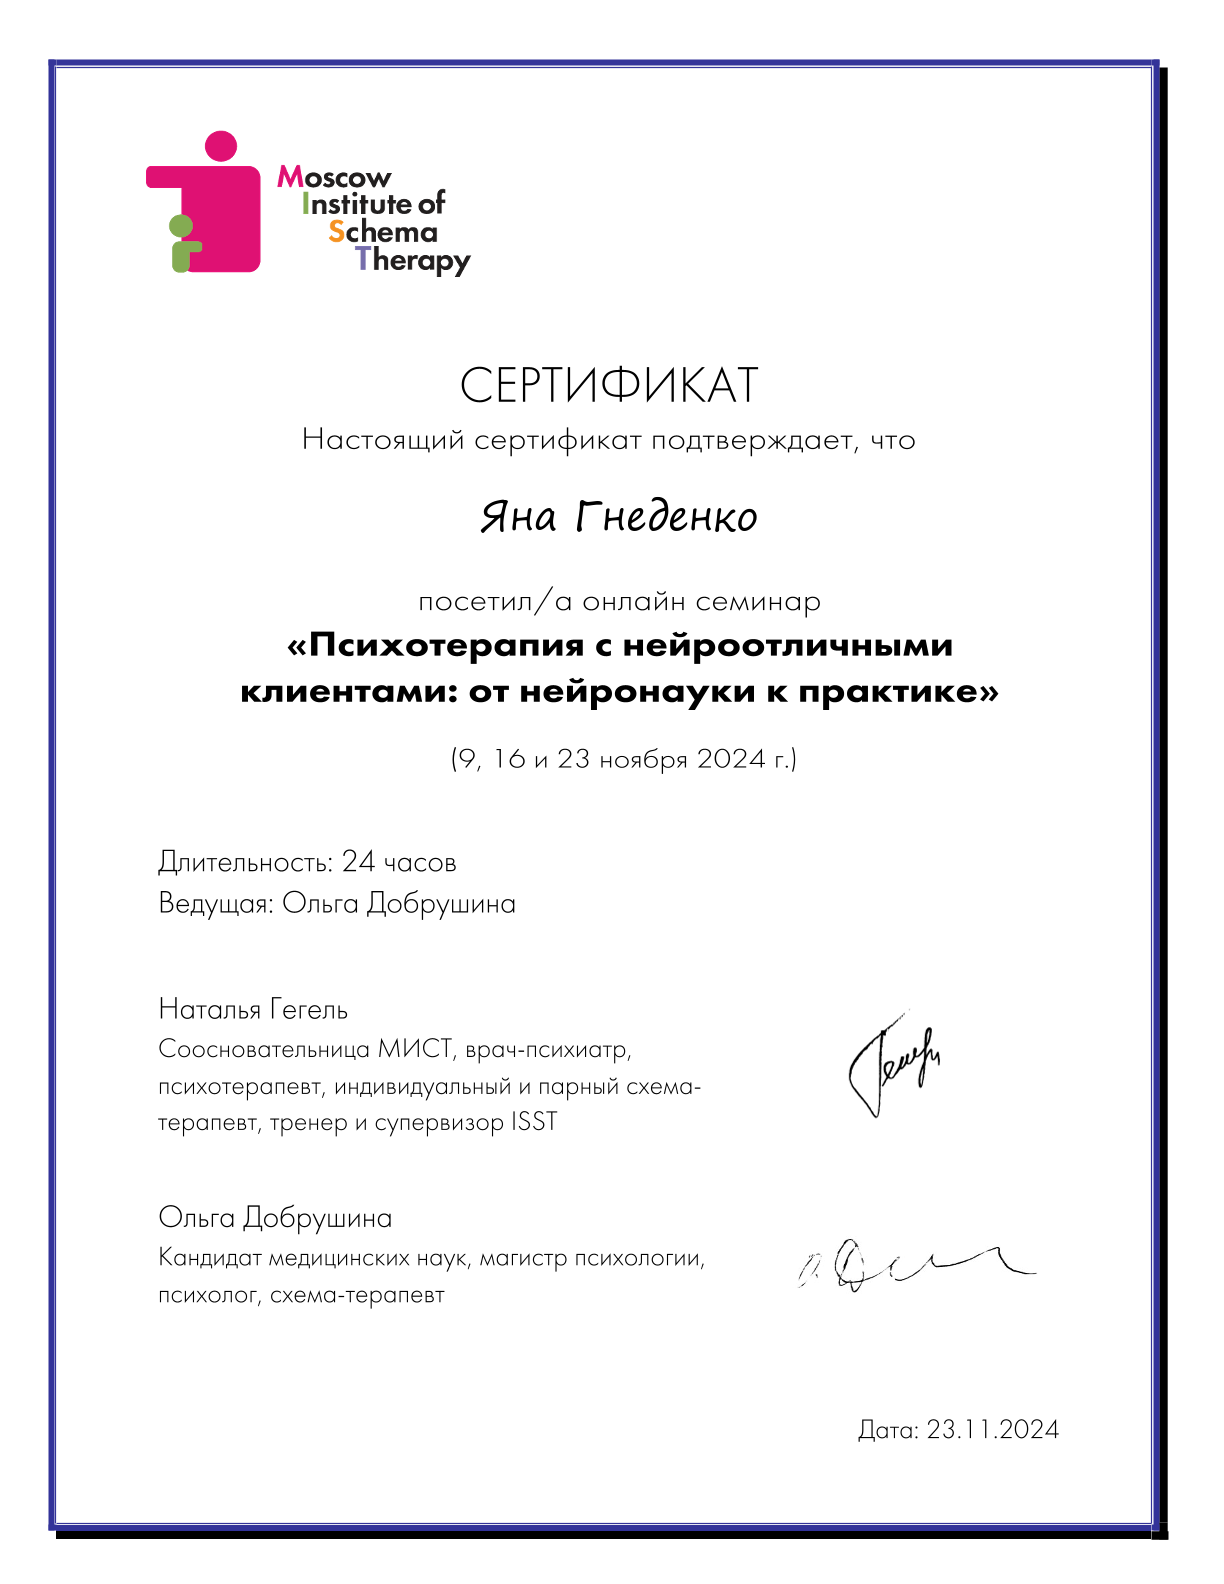 Moscow
Institute of
Schema
Therapy
СЕРТИФИКАТ
Настоящий сертификат подтверждает, что
Яна Гнеденко
посетил/а онлайн семинар
«Психотерапия с нейроотличными
клиентами: от нейронауки к практике»
(9, 16 и 23 ноября 2024 г.)
Длительность: 24 часов
Ведущая: Ольга Добрушина
Наталья Гегель
Соосновательница МИСТ, врач-психиатр,
психотерапевт, индивидуальный и парный схема-
терапевт, тренер и супервизор ISST
Ольга Добрушина
Кандидат медицинских наук, магистр психологии,
психолог, схема-терапевт
Дата: 23.11.2024